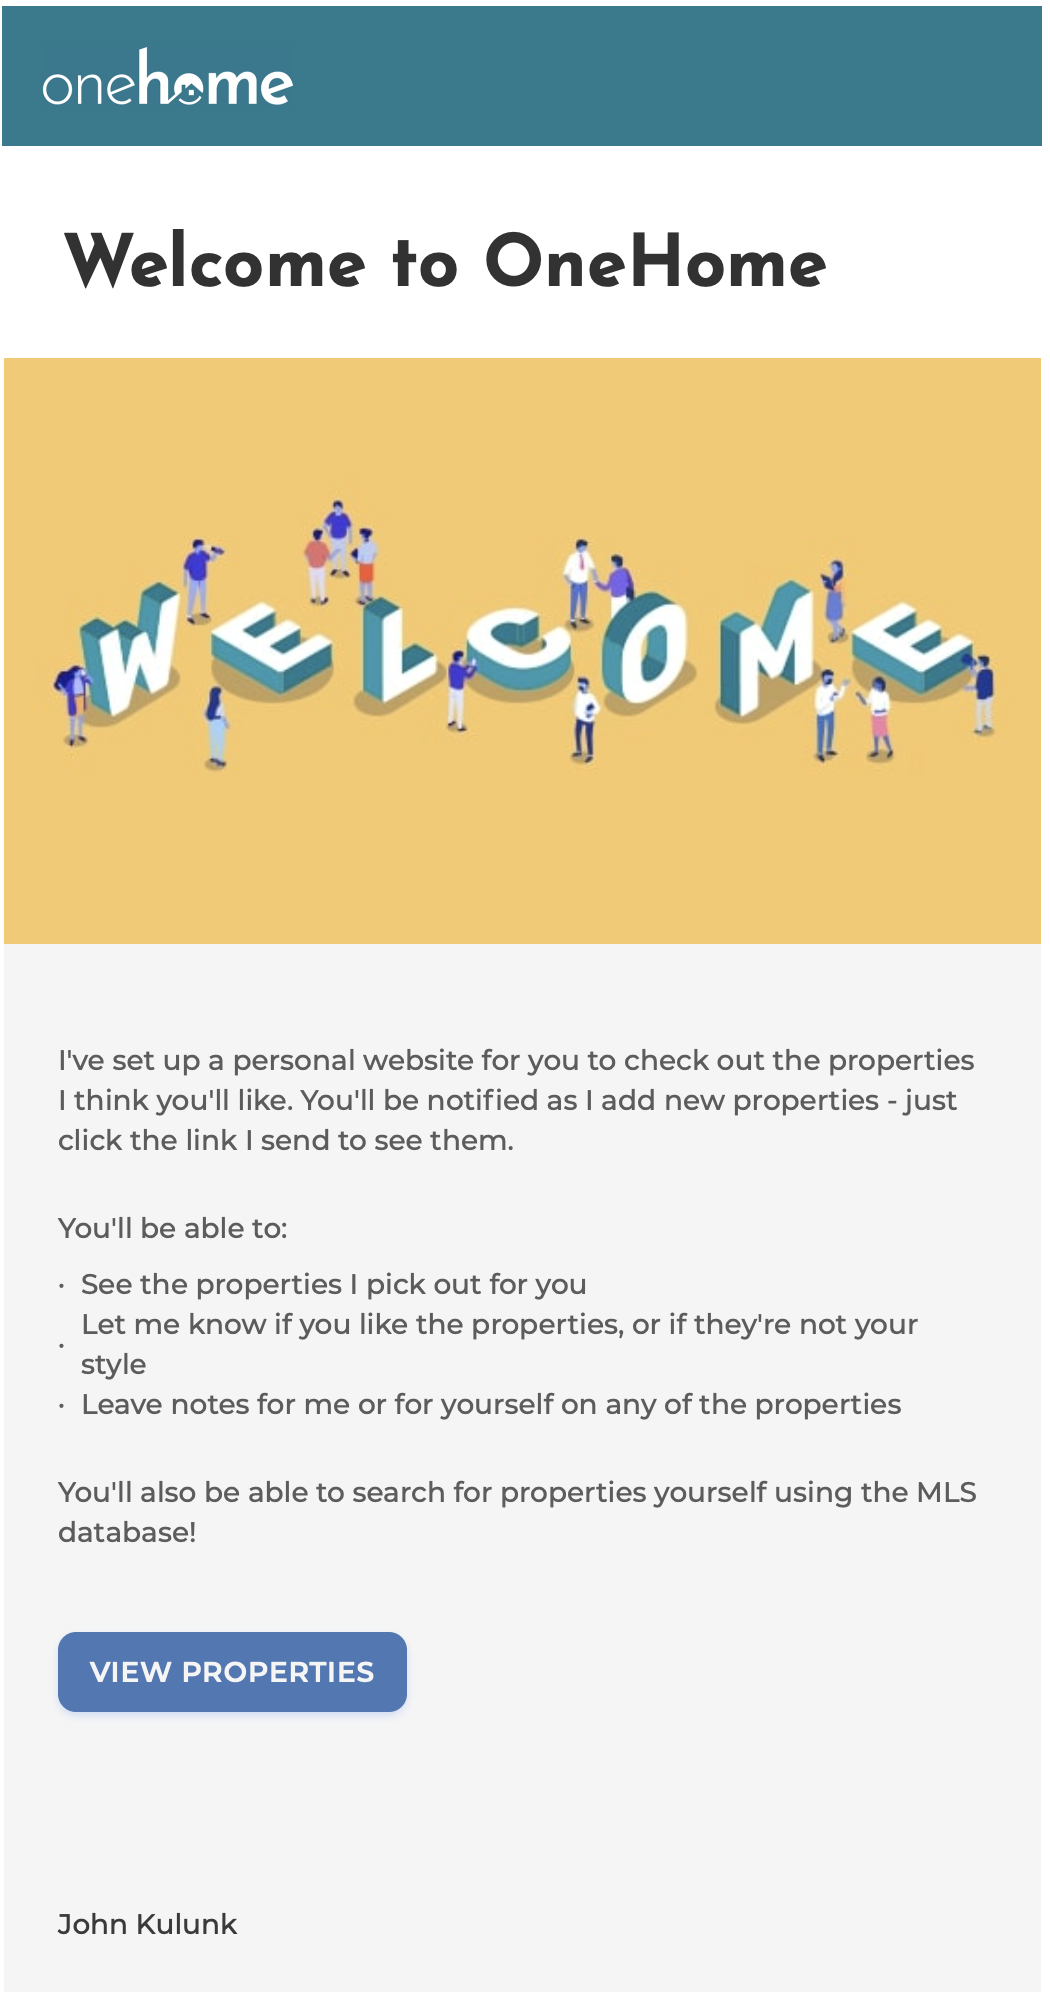 onehome
Welcome to OneHome
WELCOME
I've set up a personal website for you to check out the properties
I think you'll like. You'll be notified as I add new properties - just
click the link I send to see them.
You'll be able to:
· See the properties I pick out for you
· Let me know if you like the properties, or if they're not your
style
· Leave notes for me or for yourself on any of the properties
You'll also be able to search for properties yourself using the MLS
database!
VIEW PROPERTIES
John Kulunk